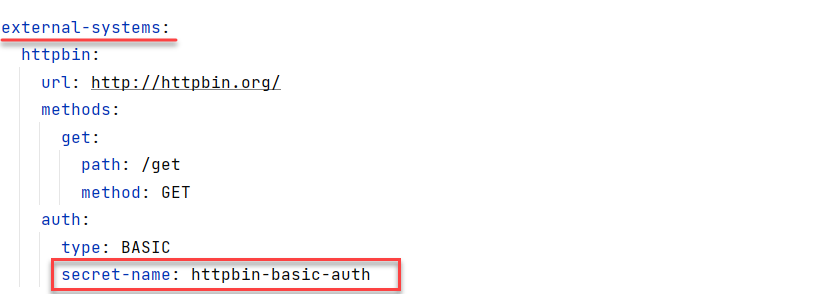 external-systems:
httpbin:
url: http://httpbin.org/
methods:
get:
path: /get
method: GET
auth:
type: BASIC
secret-name: httpbin-basic-auth